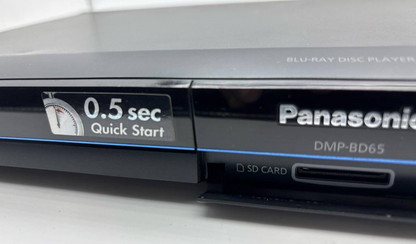 BLU-RAY DISC PLAYER
0.5 sec
Quick Start
Panasonic
DMP-BD65
SD CARD